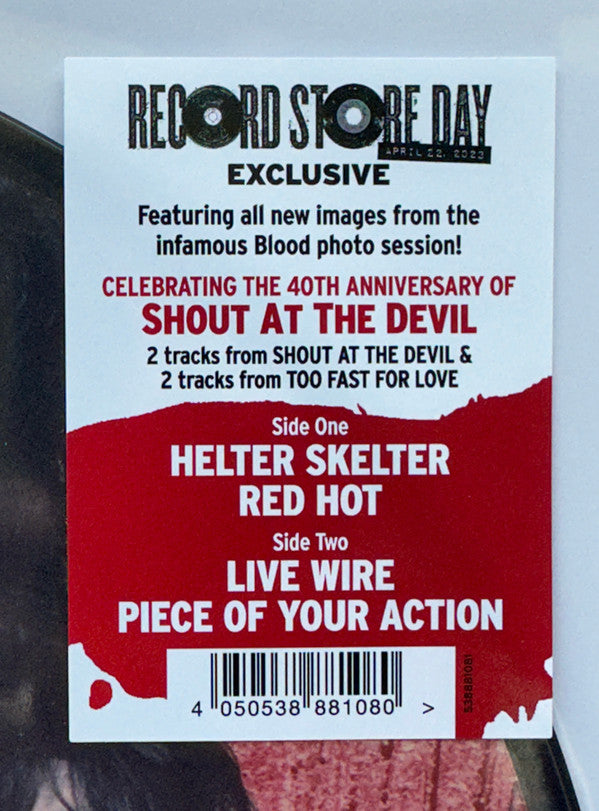 RECORD STORE DAY
APRIL 22, 2023
EXCLUSIVE
Featuring all new images from the
infamous Blood photo session!
CELEBRATING THE 40TH ANNIVERSARY OF
SHOUT AT THE DEVIL
2 tracks from SHOUT AT THE DEVIL &
2 tracks from TOO FAST FOR LOVE
Side One
HELTER SKELTER
RED HOT
Side Two
LIVE WIRE
PIECE OF YOUR ACTION
4 050538 881080 >
538881081